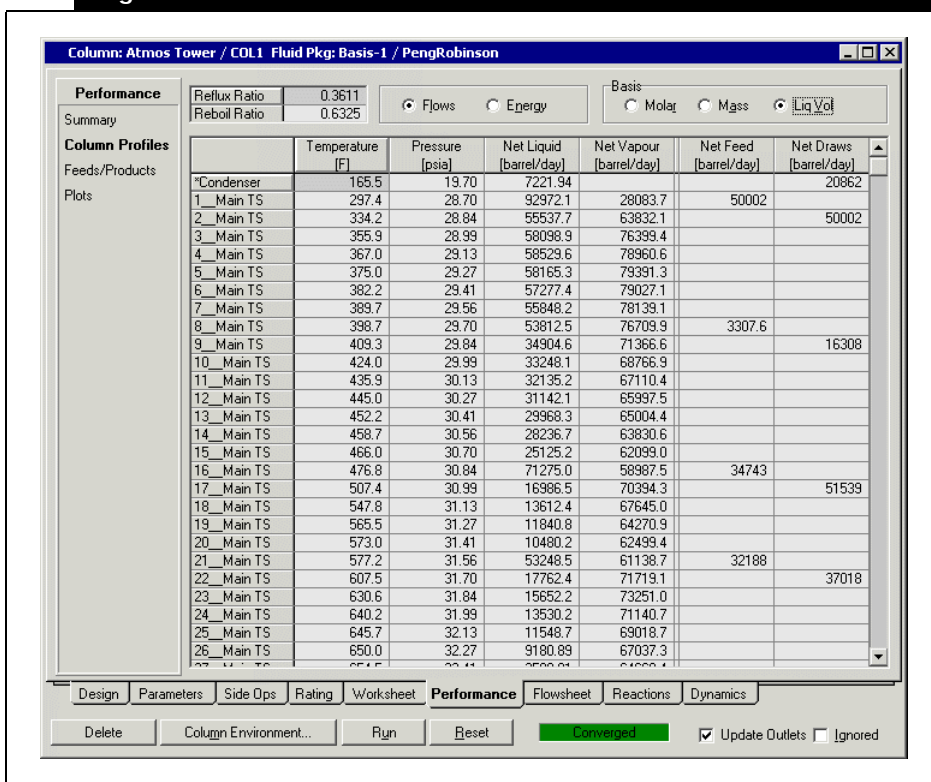 Column: Atmos Tower / COL1 Fluid Pkg: Basis-1 / PengRobinson
Performance
Summary
Column Profiles
Feeds/Products
Plots
Reflux Ratio 0.3611
Reboil Ratio 0.6325
Flows Energy
Basis
Molar Mass Liq Vol
Temperature Pressure Net Liquid Net Vapour Net Feed Net Draws
[F] [psia] [barrel/day] [barrel/day] [barrel/day] [barrel/day]
*Condenser 165.5 19.70 7221.94 20862
1__Main TS 297.4 28.70 92972.1 28083.7 50002
2__Main TS 334.2 28.84 55537.7 63832.1 50002
3__Main TS 355.9 28.99 58098.9 76399.4
4__Main TS 367.0 29.13 58529.6 78960.6
5__Main TS 375.0 29.27 58165.3 79391.3
6__Main TS 382.2 29.41 57277.4 79027.1
7__Main TS 389.7 29.56 55848.2 78139.1
8__Main TS 398.7 29.70 53812.5 76709.9 3307.6
9__Main TS 409.3 29.84 34904.6 71366.6 16308
10__Main TS 424.0 29.99 33248.1 68766.9
11__Main TS 435.9 30.13 32135.2 67110.4
12__Main TS 445.0 30.27 31142.1 65997.5
13__Main TS 452.2 30.41 29968.3 65004.4
14__Main TS 458.7 30.56 28236.7 63830.6
15__Main TS 466.0 30.70 25125.2 62099.0
16__Main TS 476.8 30.84 71275.0 58987.5 34743
17__Main TS 507.4 30.99 16986.5 70394.3 51539
18__Main TS 547.8 31.13 13612.4 67645.0
19__Main TS 565.5 31.27 11840.8 64270.9
20__Main TS 573.0 31.41 10480.2 62499.4
21__Main TS 577.2 31.56 53248.5 61138.7 32188
22__Main TS 607.5 31.70 17762.4 71719.1 37018
23__Main TS 630.6 31.84 15652.2 73251.0
24__Main TS 640.2 31.99 13530.2 71140.7
25__Main TS 645.7 32.13 11548.7 69018.7
26__Main TS 650.0 32.27 9180.89 67037.3
Design Parameters Side Ops Rating Worksheet Performance Flowsheet Reactions Dynamics
Delete Column Environment... Run Reset Converged Update Outlets Ignored